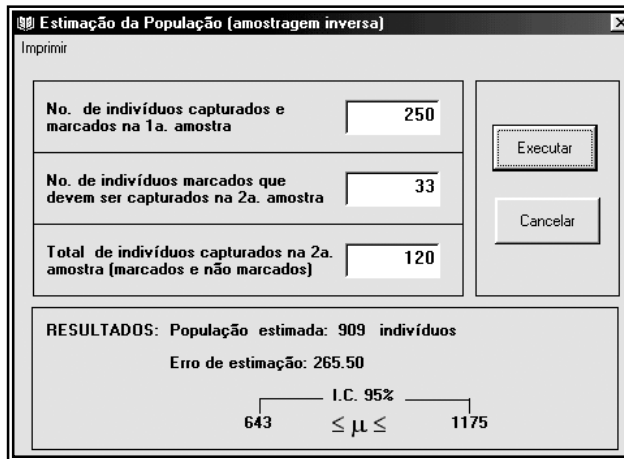 Estimação da População (amostragem inversa)
Imprimir
No. de indivíduos capturados e
marcados na 1a. amostra
250
No. de indivíduos marcados que
devem ser capturados na 2a. amostra
33
Total de indivíduos capturados na 2a.
amostra (marcados e não marcados)
120
Executar
Cancelar
RESULTADOS: População estimada: 909 indivíduos
Erro de estimação: 265.50
I.C. 95%
643 ≤ μ ≤ 1175